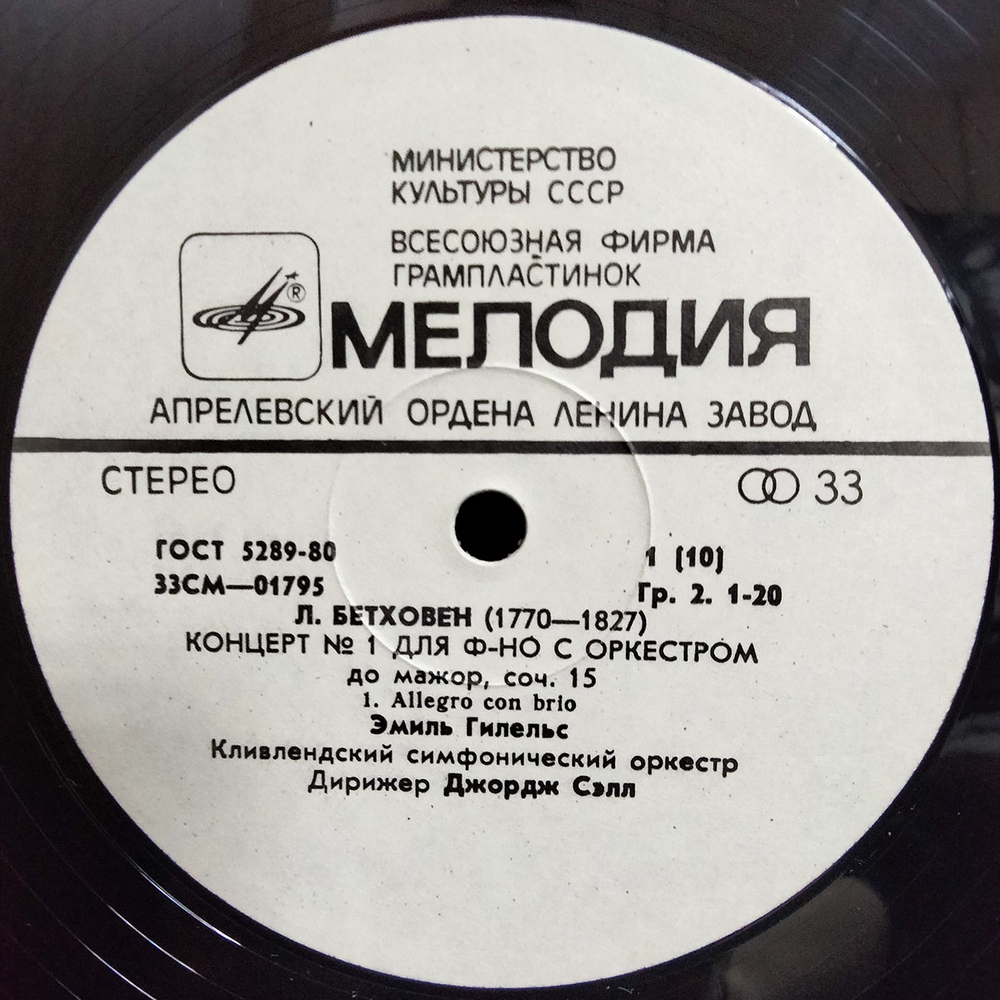 МИНИСТЕРСТВО
КУЛЬТУРЫ СССР
ВСЕСОЮЗНАЯ ФИРМА
ГРАМПЛАСТИНОК
®
МЕЛОДИЯ
АПРЕЛЕВСКИЙ ОРДЕНА ЛЕНИНА ЗАВОД
СТЕРЕО 33
ГОСТ 5289-80 1 (10)
33СМ—01795 Гр. 2. 1-20
Л. БЕТХОВЕН (1770—1827)
КОНЦЕРТ № 1 ДЛЯ Ф-НО С ОРКЕСТРОМ
до мажор, соч. 15
1. Allegro con brio
Эмиль Гилельс
Кливлендский симфонический оркестр
Дирижер Джордж Сэлл